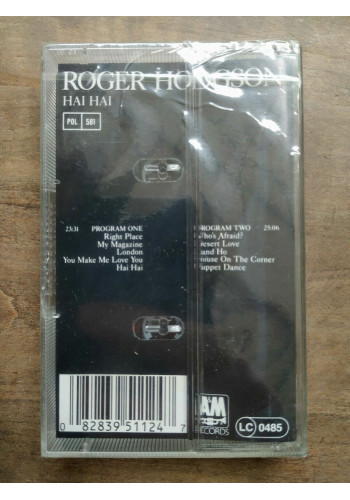 ROGER HODGSON
HAI HAI
POL 581
23:31 PROGRAM ONE
Right Place
My Magazine
London
You Make Me Love You
Hai Hai
PROGRAM TWO 25:06
Who's Afraid?
Desert Love
Land Ho
House On The Corner
Puppet Dance
0 82839 51124 7
A&M
RECORDS
LC 0485